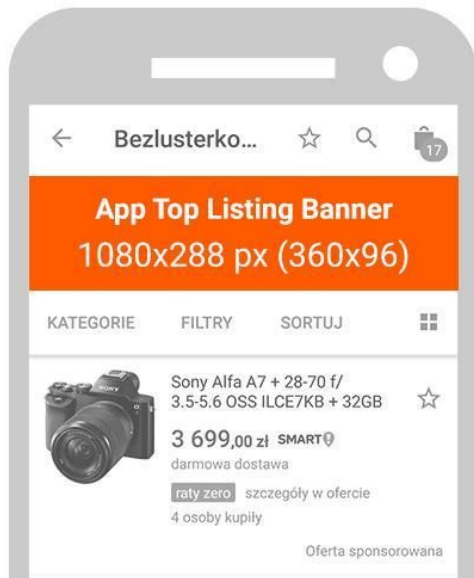 Bezlusterko...
17
App Top Listing Banner
1080x288 px (360x96)
KATEGORIE FILTRY SORTUJ
SONY
Sony Alfa A7 + 28-70 f/
3.5-5.6 OSS ILCE7KB + 32GB
3 699,00 zł SMART
darmowa dostawa
raty zero szczegóły w ofercie
4 osoby kupiły
Oferta sponsorowana